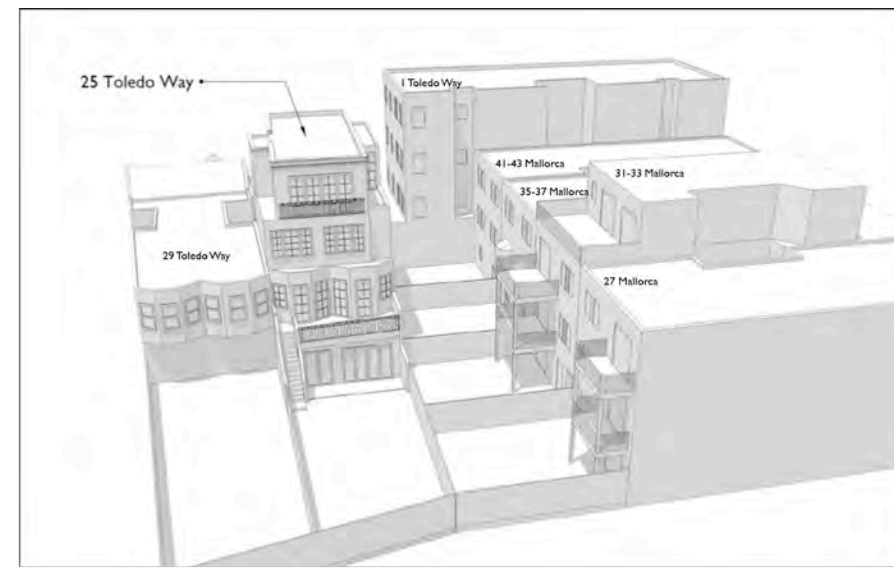 25 Toledo Way
1 Toledo Way
41-43 Mallorca
31-33 Mallorca
35-37 Mallorca
29 Toledo Way
27 Mallorca